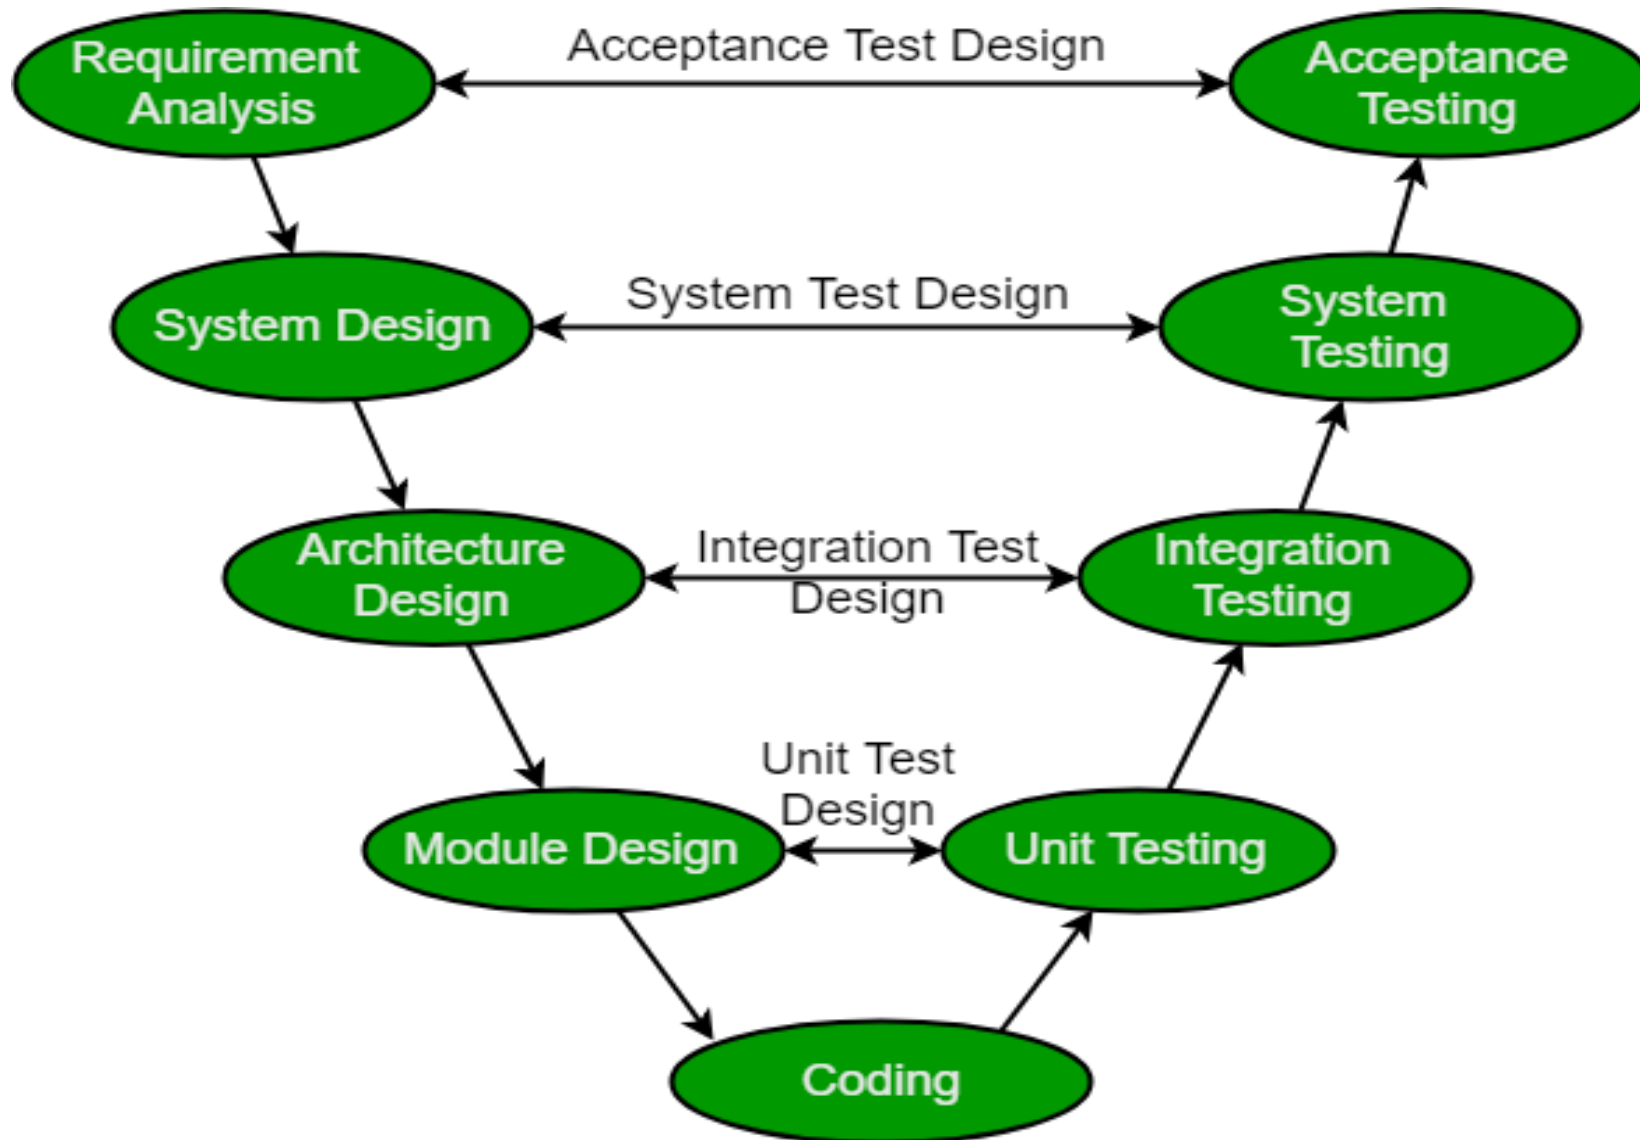 Requirement
Analysis
Acceptance Test Design
Acceptance
Testing
System Design
System Test Design
System
Testing
Architecture
Design
Integration Test
Design
Integration
Testing
Module Design
Unit Test
Design
Unit Testing
Coding